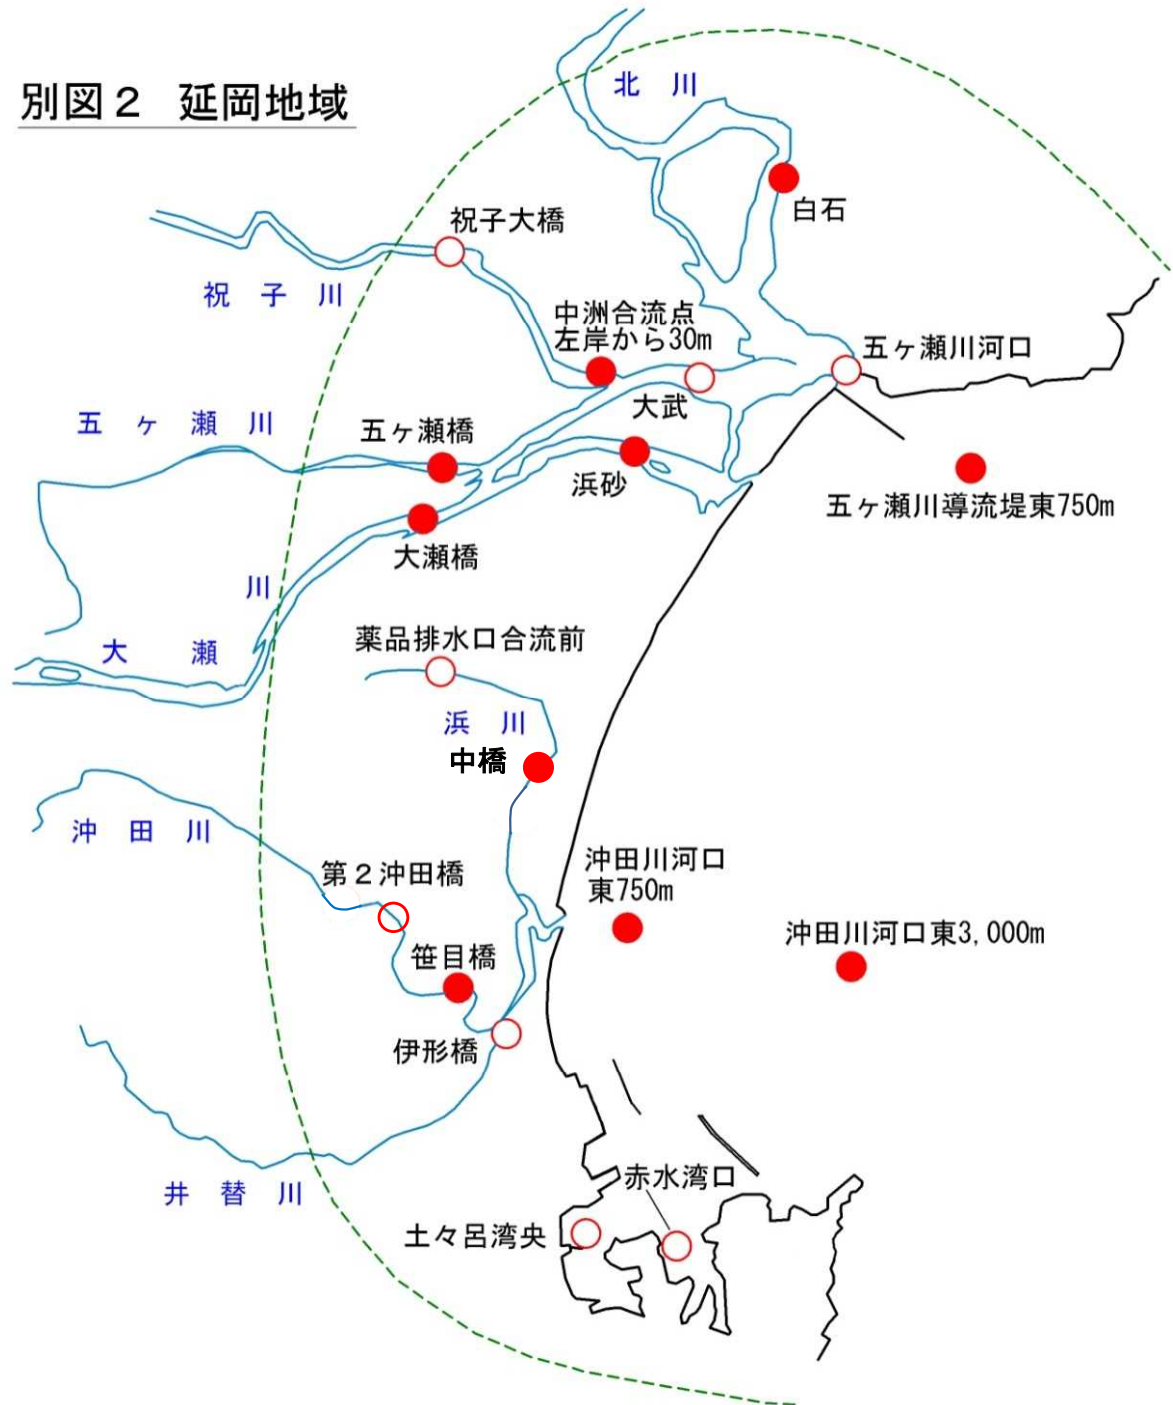 別図２　延岡地域
北　川
白石
祝子大橋
祝　子　川
中洲合流点
左岸から30m
五ヶ瀬川河口
大武
五　ヶ　瀬　川
五ヶ瀬橋
浜砂
五ヶ瀬川導流堤東750m
大瀬橋
大　瀬　川
薬品排水口合流前
浜　川
中橋
沖　田　川
第２沖田橋
沖田川河口
東750m
沖田川河口東3,000m
笹目橋
伊形橋
井　替　川
赤水湾口
土々呂湾央